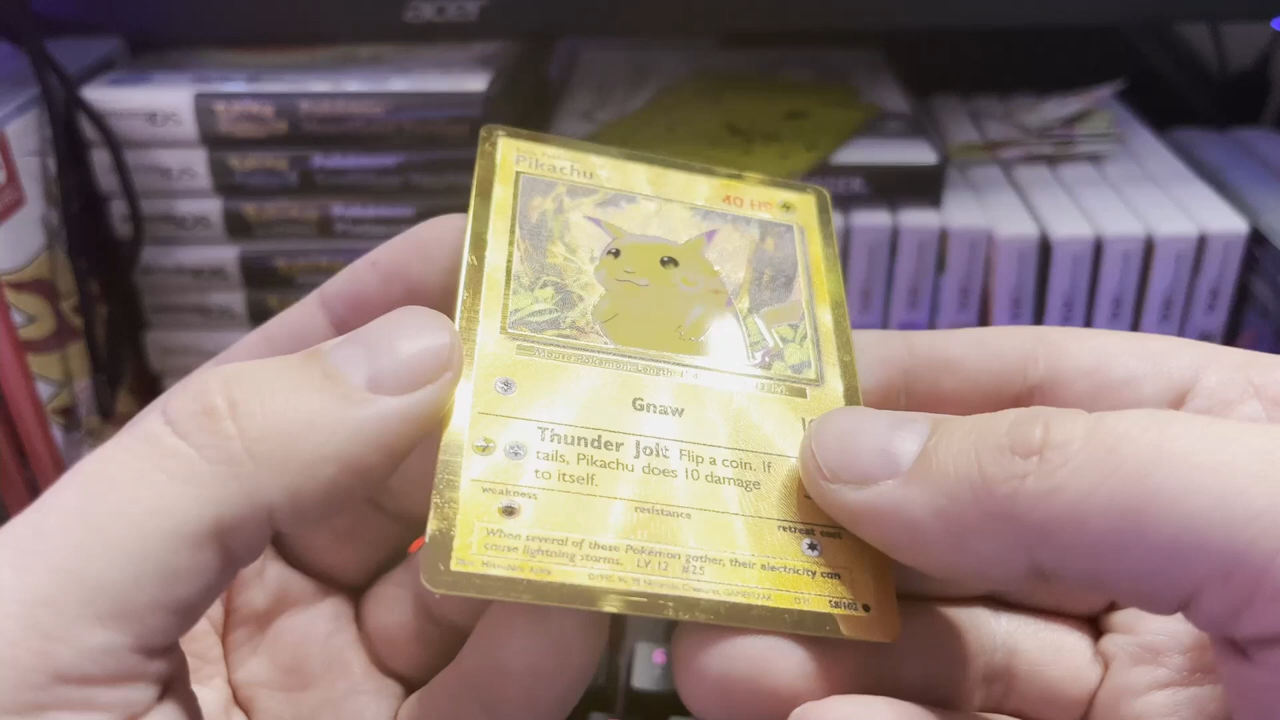 acer
Pikachu
40 HP
Mouse Pokémon. Length: 1' 4
Gnaw
Thunder Jolt Flip a coin. If
tails, Pikachu does 10 damage
to itself.
weakness
resistance
retreat cost
When several of these Pokémon gather, their electricity can
cause lightning storms. LV. 12 #25
58/102